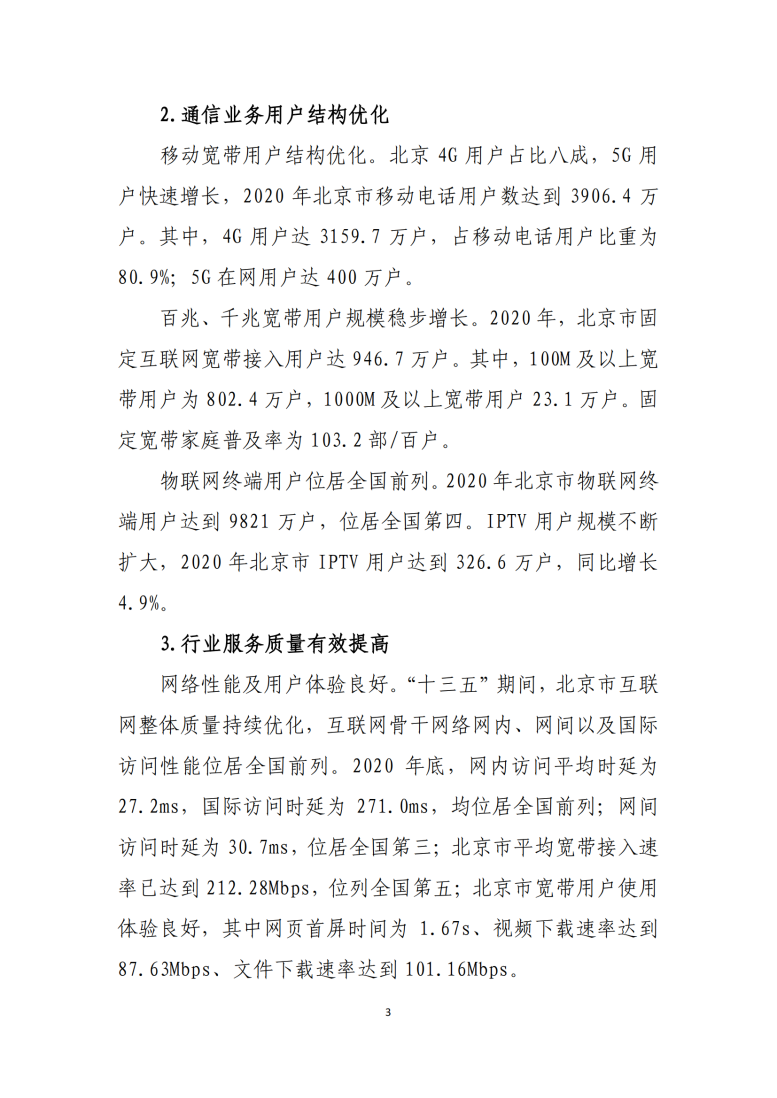 2.通信业务用户结构优化
移动宽带用户结构优化。北京 4G 用户占比八成，5G 用
户快速增长，2020 年北京市移动电话用户数达到 3906.4 万
户。其中，4G 用户达 3159.7 万户，占移动电话用户比重为
80.9%；5G 在网用户达 400 万户。
百兆、千兆宽带用户规模稳步增长。2020 年，北京市固
定互联网宽带接入用户达 946.7 万户。其中，100M 及以上宽
带用户为 802.4 万户，1000M 及以上宽带用户 23.1 万户。固
定宽带家庭普及率为 103.2 部/百户。
物联网终端用户位居全国前列。2020 年北京市物联网终
端用户达到 9821 万户，位居全国第四。IPTV 用户规模不断
扩大，2020 年北京市 IPTV 用户达到 326.6 万户，同比增长
4.9%。
3.行业服务质量有效提高
网络性能及用户体验良好。“十三五”期间，北京市互联
网整体质量持续优化，互联网骨干网络网内、网间以及国际
访问性能位居全国前列。2020 年底，网内访问平均时延为
27.2ms，国际访问时延为 271.0ms，均位居全国前列；网间
访问时延为 30.7ms，位居全国第三；北京市平均宽带接入速
率已达到 212.28Mbps，位列全国第五；北京市宽带用户使用
体验良好，其中网页首屏时间为 1.67s、视频下载速率达到
87.63Mbps、文件下载速率达到 101.16Mbps。
3